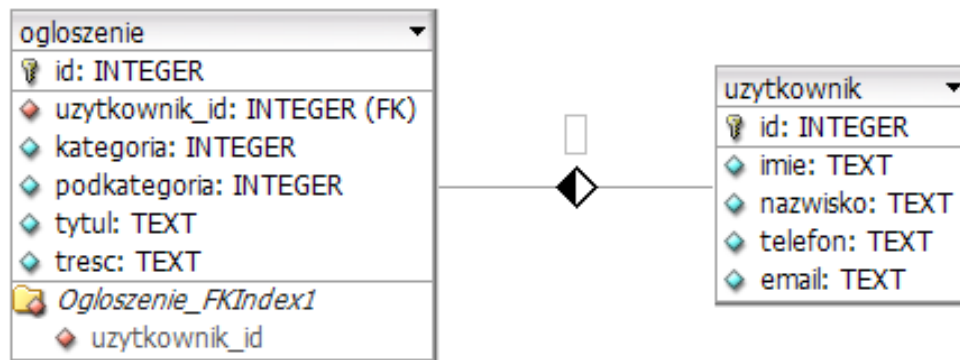 ogloszenie
id: INTEGER
uzytkownik_id: INTEGER (FK)
kategoria: INTEGER
podkategoria: INTEGER
tytul: TEXT
tresc: TEXT
Ogloszenie_FKIndex1
uzytkownik_id
uzytkownik
id: INTEGER
imie: TEXT
nazwisko: TEXT
telefon: TEXT
email: TEXT